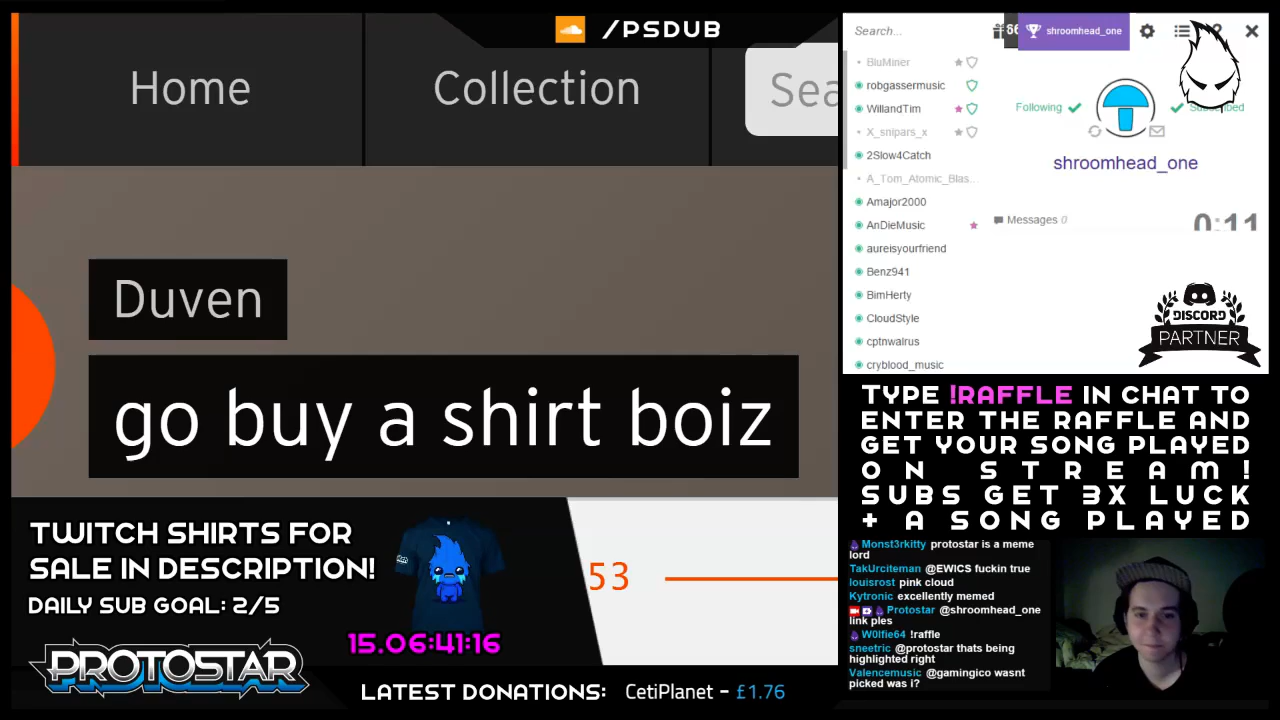 /PSDUB
Home
Collection
Sea
Duven
go buy a shirt boiz
53
TWITCH SHIRTS FOR
SALE IN DESCRIPTION!
DAILY SUB GOAL: 2/5
15.06:41:16
PROTOSTAR
LATEST DONATIONS: CetiPlanet - £1.76
Search...
66
shroomhead_one
BluMiner
robgassermusic
WillandTim
X_snipars_x
2Slow4Catch
A_Tom_Atomic_Blas...
Amajor2000
AnDieMusic
aureisyourfriend
Benz941
BimHerty
CloudStyle
cptnwalrus
cryblood_music
Following
shroomhead_one
Messages 0
0:11
DISCORD
PARTNER
TYPE !RAFFLE IN CHAT TO
ENTER THE RAFFLE AND
GET YOUR SONG PLAYED
ON STREAM!
SUBS GET 3X LUCK
+ A SONG PLAYED
Monst3rkitty protostar is a meme
lord
TakUrciteman @EWICS fuckin true
louisrost pink cloud
Kytronic excellently memed
Protostar @shroomhead_one
link ples
W0lfie64 !raffle
sneetric @protostar thats being
highlighted right
Valencemusic @gamingico wasnt
picked was i?